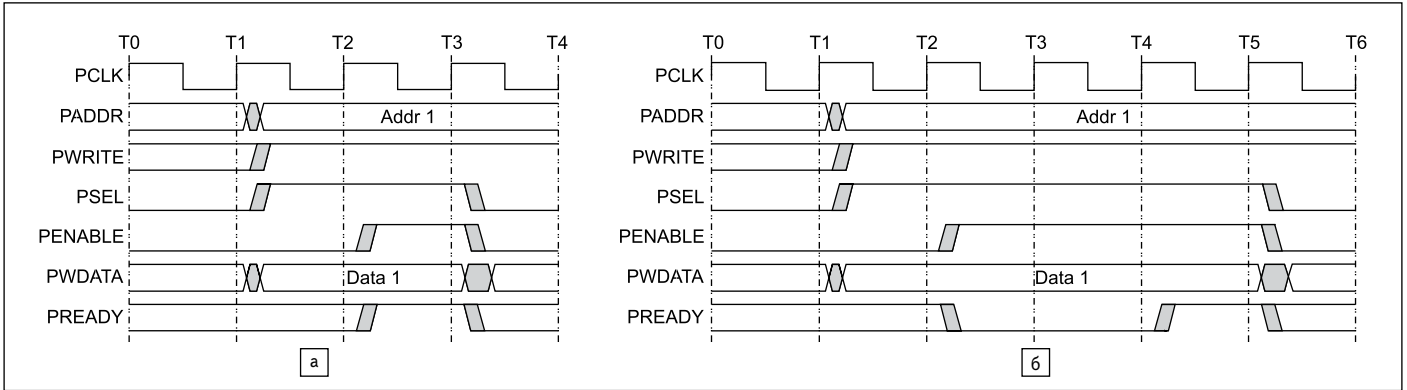 T0 T1 T2 T3 T4
PCLK
PADDR Addr 1
PWRITE
PSEL
PENABLE
PWDATA Data 1
PREADY
а
T0 T1 T2 T3 T4 T5 T6
PCLK
PADDR Addr 1
PWRITE
PSEL
PENABLE
PWDATA Data 1
PREADY
б